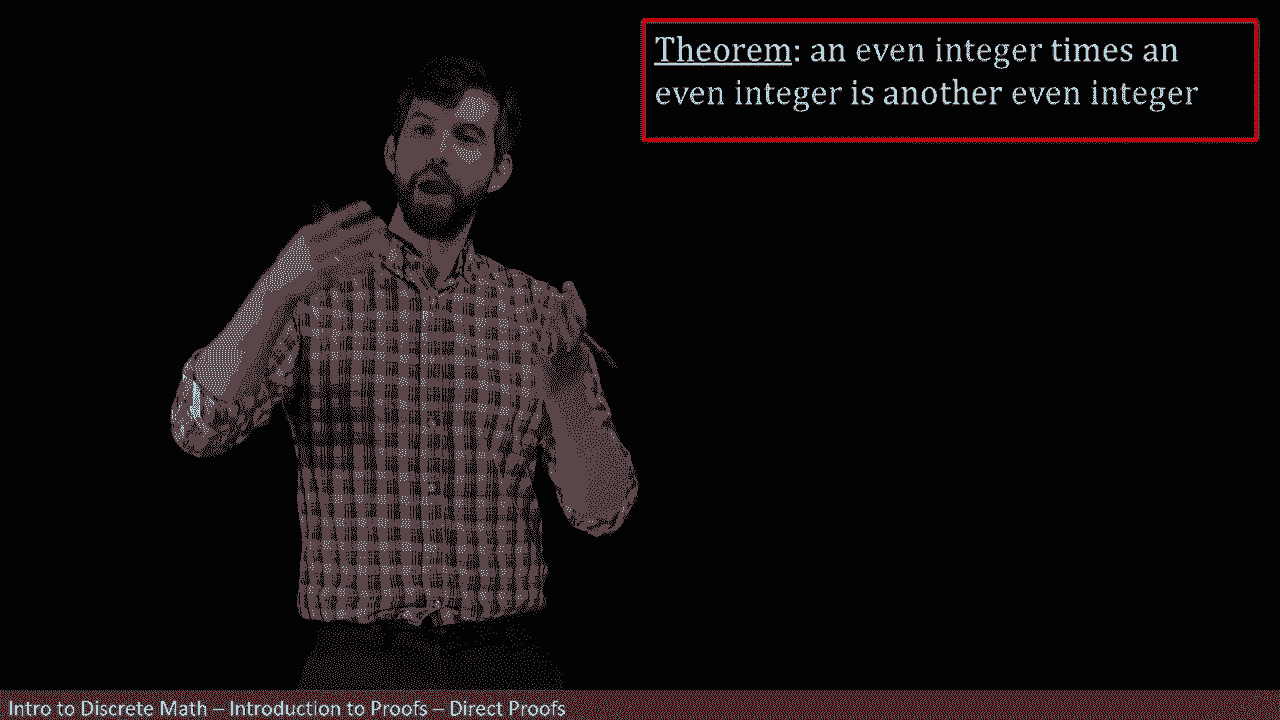 Theorem: an even integer times an
even integer is another even integer
Intro to Discrete Math – Introduction to Proofs – Direct Proofs